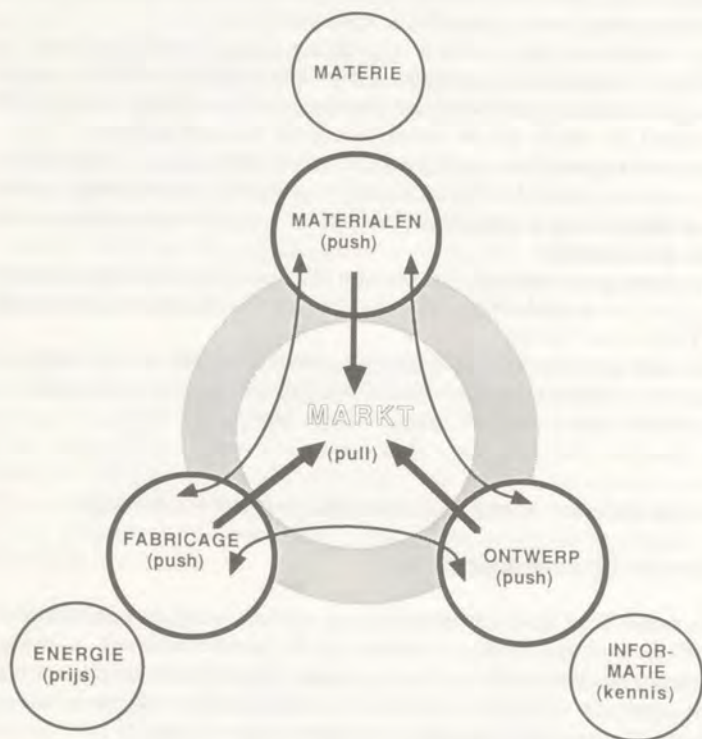 MATERIE
MATERIALEN
(push)
MARKT
(pull)
FABRICAGE
(push)
ONTWERP
(push)
ENERGIE
(prijs)
INFOR-
MATIE
(kennis)